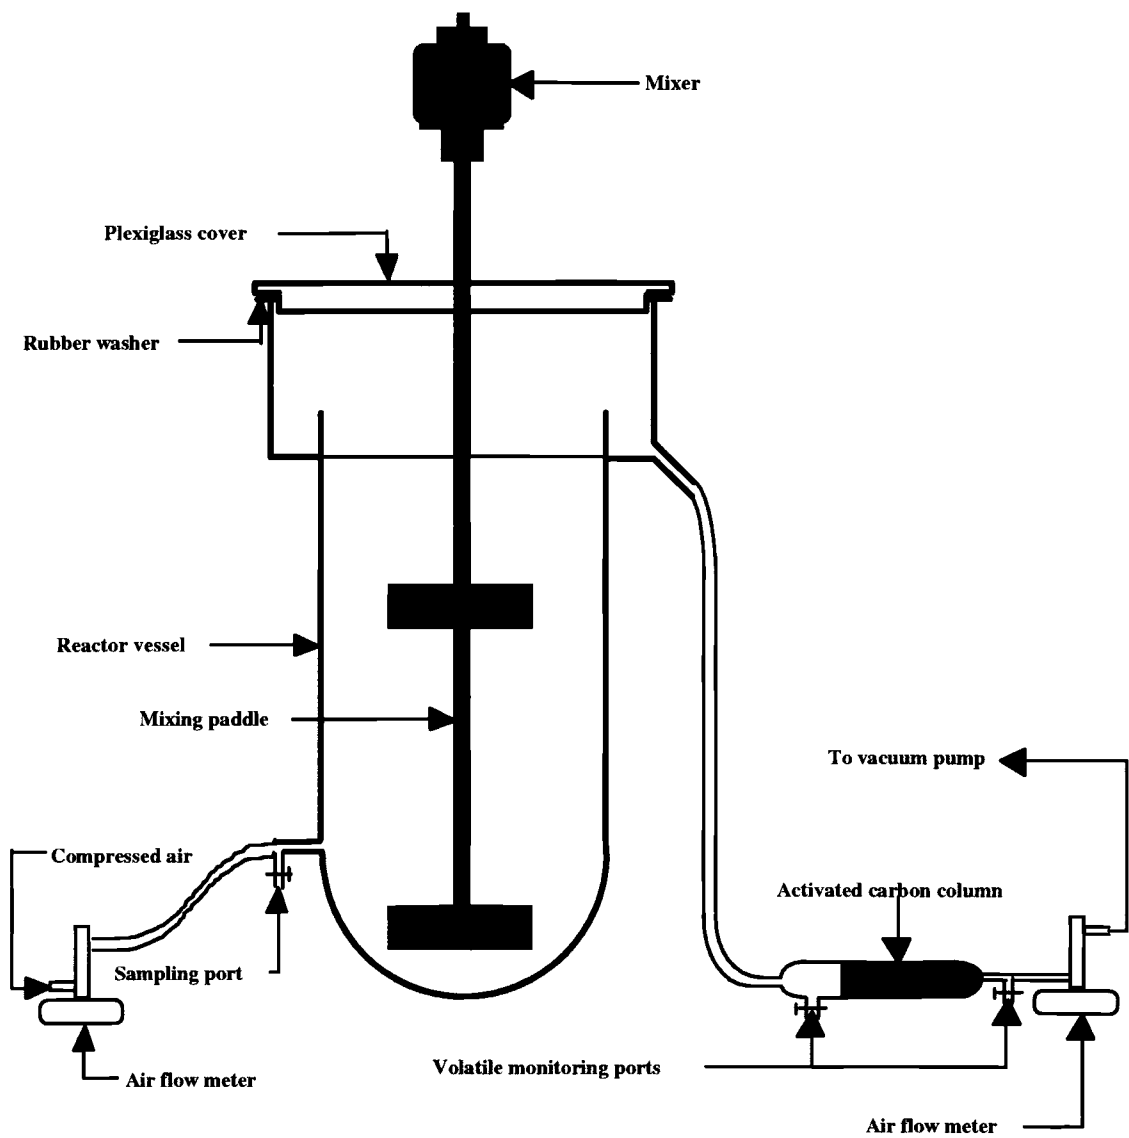 Mixer
Plexiglass cover
Rubber washer
Reactor vessel
Mixing paddle
To vacuum pump
Compressed air
Activated carbon column
Sampling port
Volatile monitoring ports
Air flow meter
Air flow meter